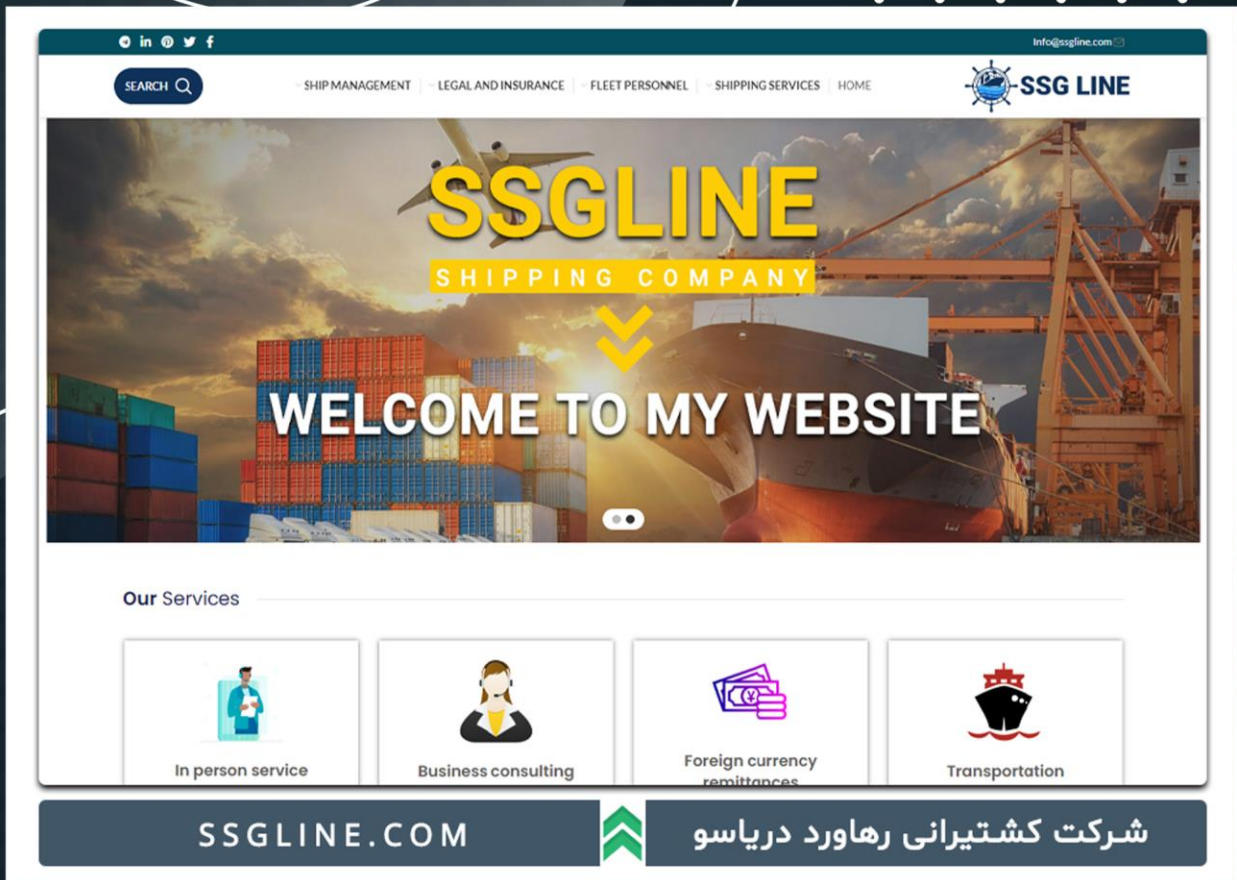 Info@ssgline.com
SEARCH
SHIP MANAGEMENT
LEGAL AND INSURANCE
FLEET PERSONNEL
SHIPPING SERVICES
HOME
SSG LINE
SSGLINE
SHIPPING COMPANY
WELCOME TO MY WEBSITE
Our Services
In person service
Business consulting
Foreign currency
remittances
Transportation
SSGLINE.COM
شرکت کشتیرانی رهاورد دریاسو